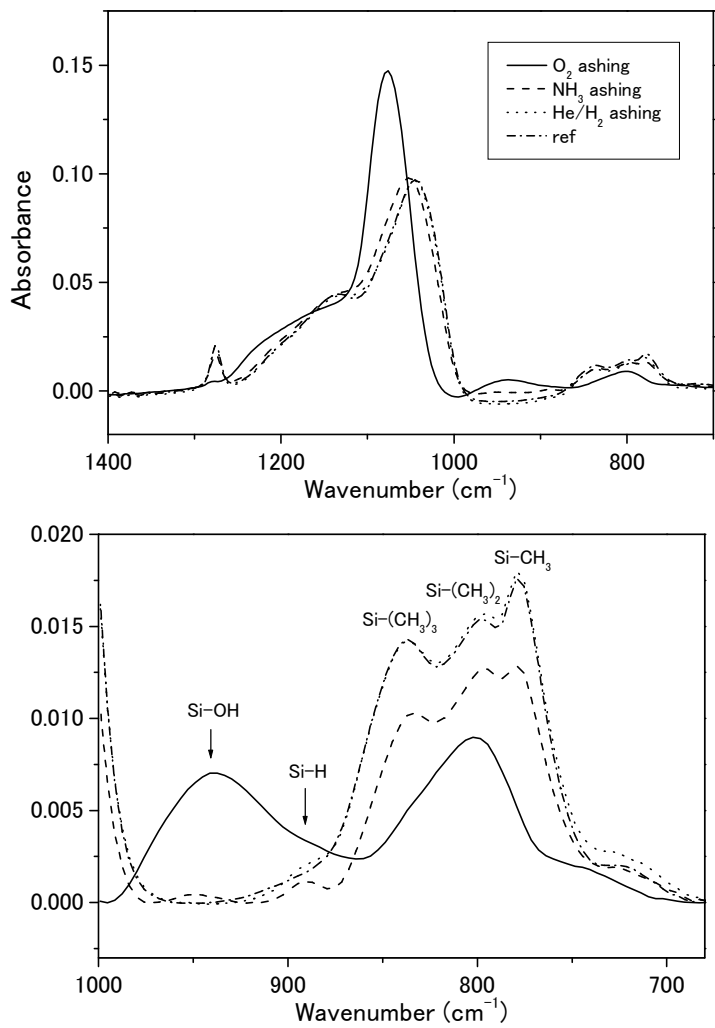 0.15
0.10
0.05
0.00
Absorbance
O₂ ashing
NH₃ ashing
He/H₂ ashing
ref
1400 1200 1000 800
Wavenumber (cm⁻¹)
0.020
0.015
0.010
0.005
0.000
Si-CH₃
Si-(CH₃)₂
Si-(CH₃)₃
Si-OH
Si-H
1000 900 800 700
Wavenumber (cm⁻¹)